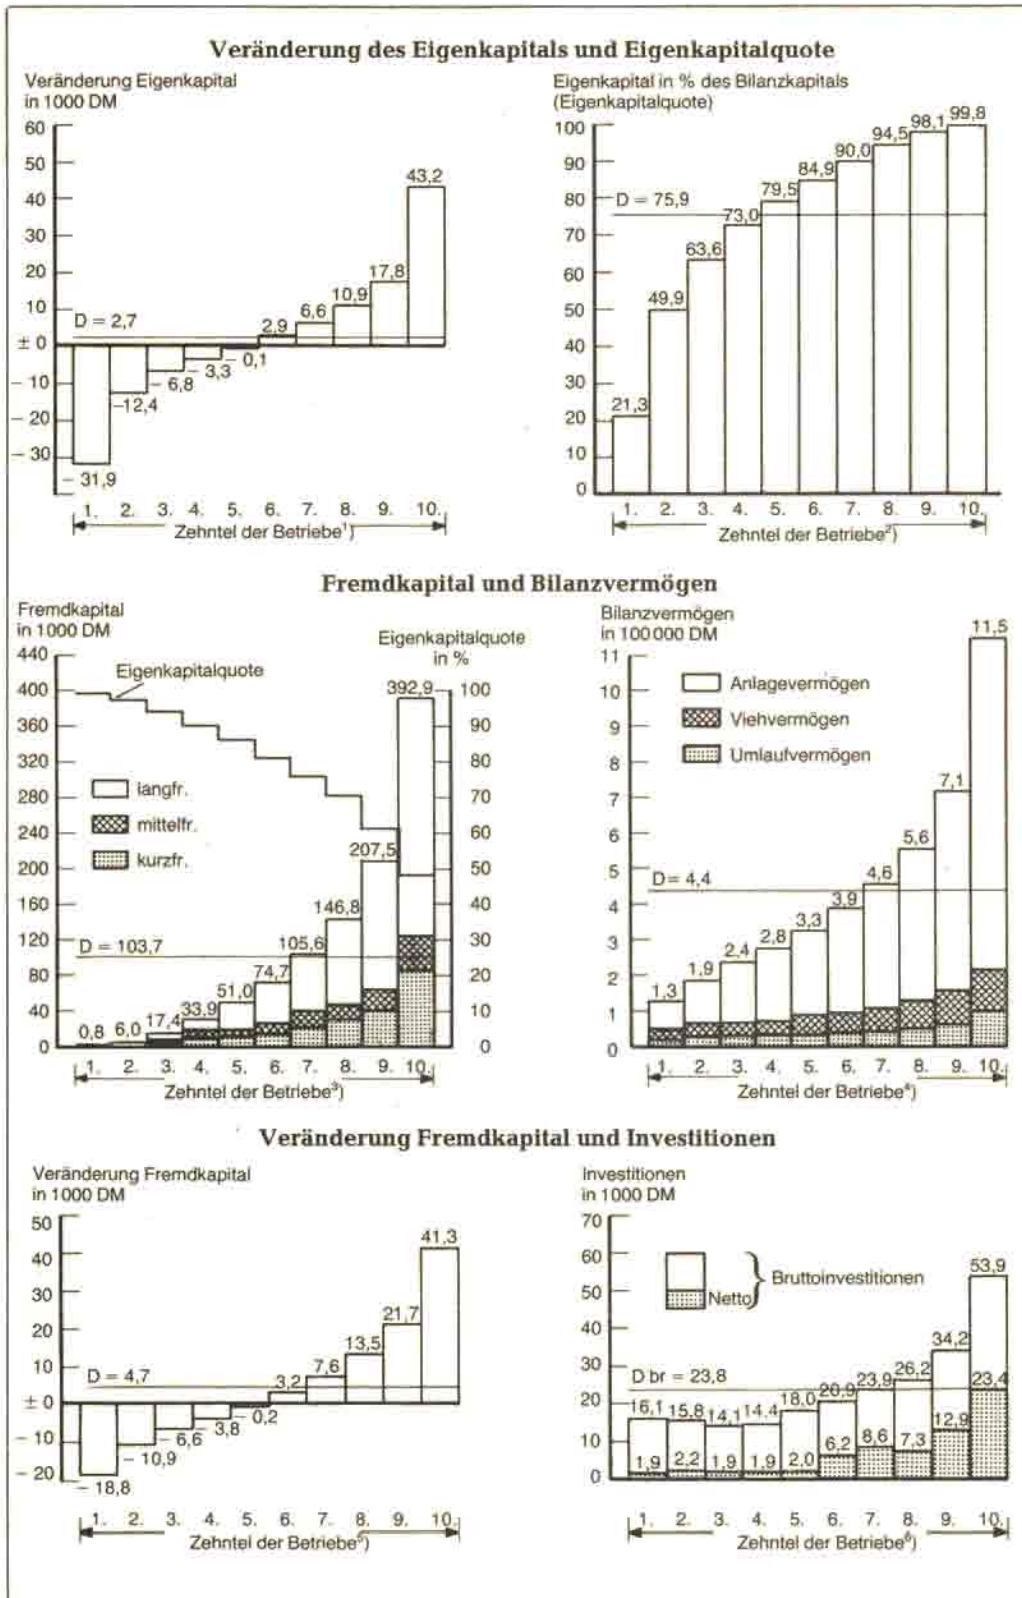 Veränderung des Eigenkapitals und Eigenkapitalquote
Veränderung Eigenkapital
in 1000 DM
60
50
40
30
20
10
± 0
– 10
– 20
– 30
D = 2,7
– 31,9
–12,4
– 6,8
– 3,3
– 0,1
2,9
6,6
10,9
17,8
43,2
1. 2. 3. 4. 5. 6. 7. 8. 9. 10.
Zehntel der Betriebe¹)
Eigenkapital in % des Bilanzkapitals
(Eigenkapitalquote)
100
90
80
70
60
50
40
30
20
10
0
D = 75,9
21,3
49,9
63,6
73,0
79,5
84,9
90,0
94,5
98,1
99,8
1. 2. 3. 4. 5. 6. 7. 8. 9. 10.
Zehntel der Betriebe²)
Fremdkapital und Bilanzvermögen
Fremdkapital
in 1000 DM
440
400
360
320
280
240
200
160
120
80
40
0
Eigenkapitalquote
Eigenkapitalquote
in %
100
90
80
70
60
50
40
30
20
10
0
langfr.
mittelfr.
kurzfr.
D = 103,7
0,8
6,0
17,4
33,9
51,0
74,7
105,6
146,8
207,5
392,9
1. 2. 3. 4. 5. 6. 7. 8. 9. 10.
Zehntel der Betriebe³)
Bilanzvermögen
in 100 000 DM
11
10
9
8
7
6
5
4
3
2
1
0
Anlagevermögen
Viehvermögen
Umlaufvermögen
D = 4,4
1,3
1,9
2,4
2,8
3,3
3,9
4,6
5,6
7,1
11,5
1. 2. 3. 4. 5. 6. 7. 8. 9. 10.
Zehntel der Betriebe⁴)
Veränderung Fremdkapital und Investitionen
Veränderung Fremdkapital
in 1000 DM
50
40
30
20
10
± 0
– 10
– 20
D = 4,7
– 18,8
– 10,9
– 6,6
– 3,8
– 0,2
3,2
7,6
13,5
21,7
41,3
1. 2. 3. 4. 5. 6. 7. 8. 9. 10.
Zehntel der Betriebe⁵)
Investitionen
in 1000 DM
70
60
50
40
30
20
10
0
Bruttoinvestitionen
Netto
D br = 23,8
16,1 15,8 14,1 14,4 18,0 20,9 23,9 26,2 34,2 53,9
1,9 2,2 1,9 1,9 2,0 6,2 8,6 7,3 12,9 23,4
1. 2. 3. 4. 5. 6. 7. 8. 9. 10.
Zehntel der Betriebe⁶)